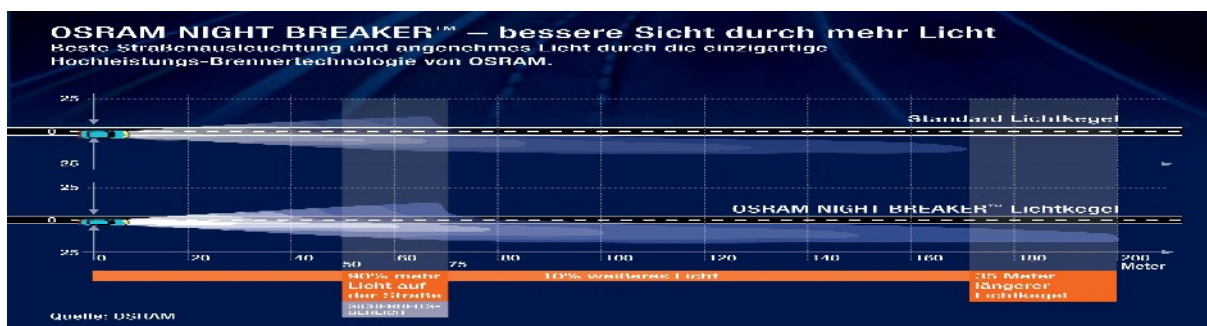 OSRAM NIGHT BREAKER™ – bessere Sicht durch mehr Licht
Beste Straßenausleuchtung und angenehmes Licht durch die einzigartige
Hochleistungs-Brennertechnologie von OSRAM.
25
0
25
Standard Lichtkegel
25
0
25
OSRAM NIGHT BREAKER™ Lichtkegel
0 20 40 60 80 100 120 140 160 180 200
50 75 Meter
90% mehr
Licht auf
der Straße
SICHERHEITS-
BEREICH
10% weißeres Licht
35 Meter
längerer
Lichtkegel
Quelle: OSRAM